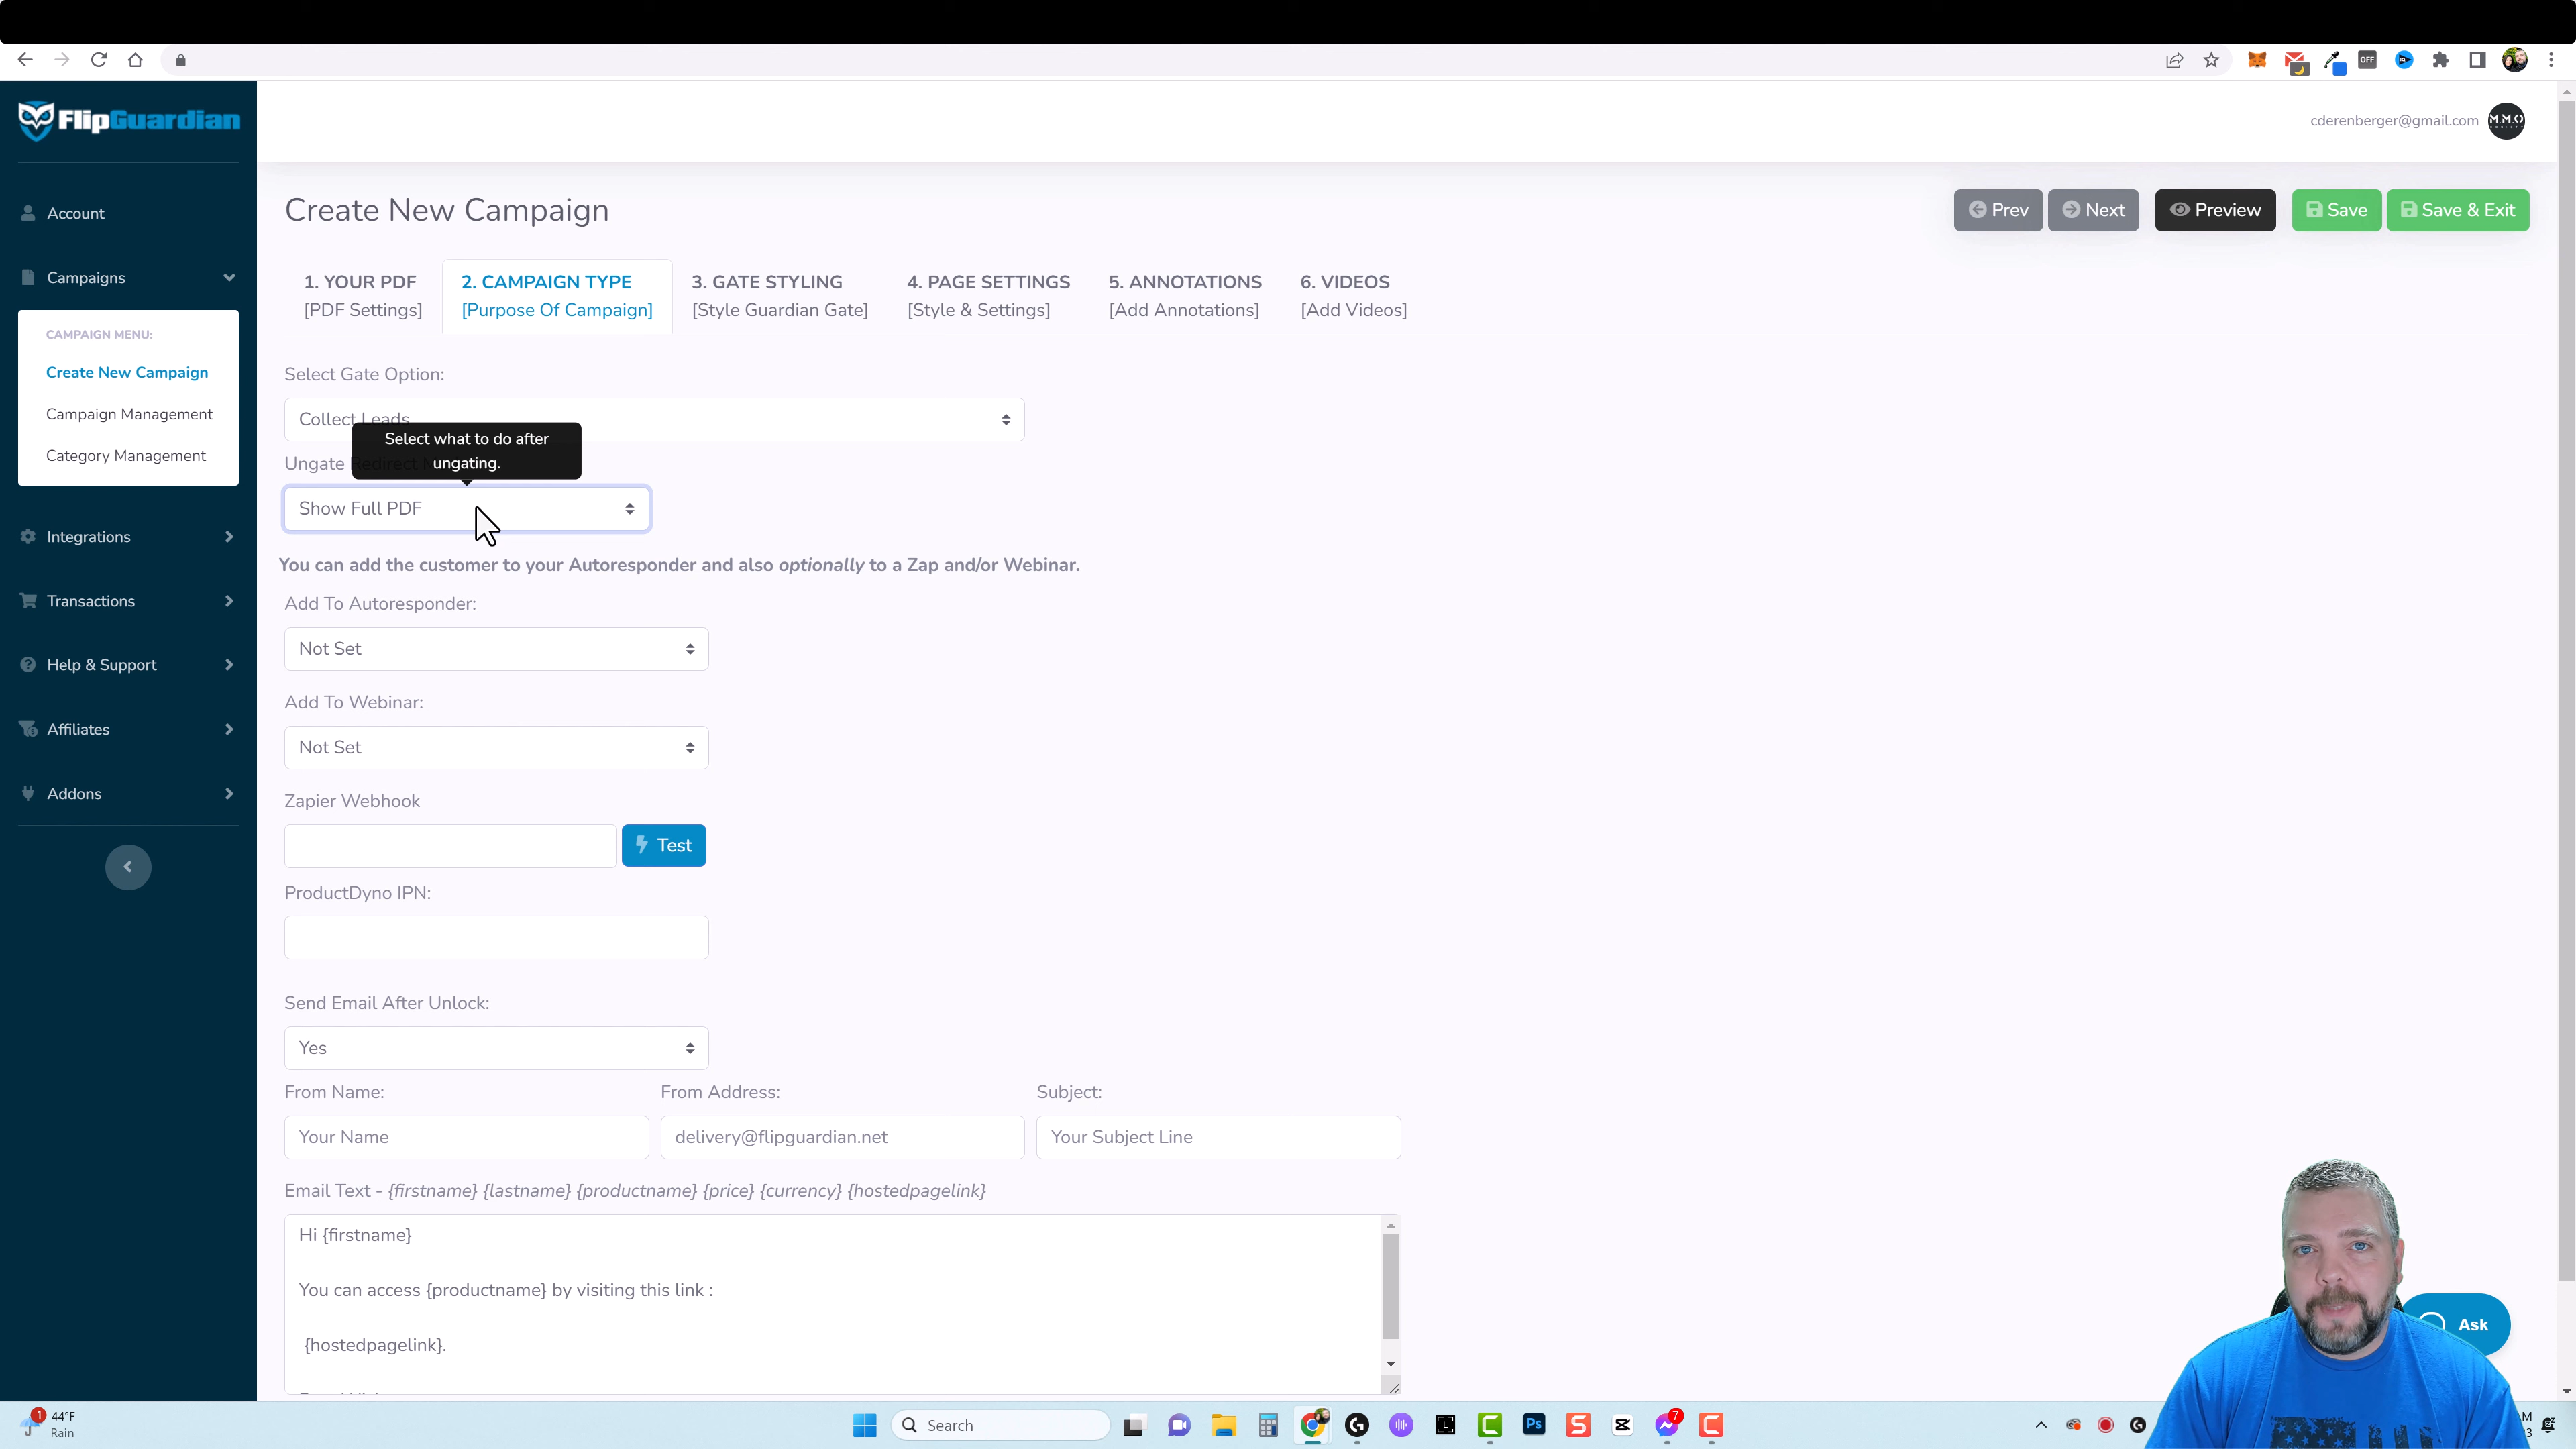 FlipGuardian
cderenberger@gmail.com
M.M.O
Account
Campaigns
CAMPAIGN MENU:
Create New Campaign
Campaign Management
Category Management
Integrations
Transactions
Help & Support
Affiliates
Addons
Create New Campaign
Prev
Next
Preview
Save
Save & Exit
1. YOUR PDF
[PDF Settings]
2. CAMPAIGN TYPE
[Purpose Of Campaign]
3. GATE STYLING
[Style Guardian Gate]
4. PAGE SETTINGS
[Style & Settings]
5. ANNOTATIONS
[Add Annotations]
6. VIDEOS
[Add Videos]
Select Gate Option:
Collect Leads
Select what to do after
ungating.
Ungate Redirect
Show Full PDF
You can add the customer to your Autoresponder and also optionally to a Zap and/or Webinar.
Add To Autoresponder:
Not Set
Add To Webinar:
Not Set
Zapier Webhook
Test
ProductDyno IPN:
Send Email After Unlock:
Yes
From Name:
From Address:
Subject:
Your Name
delivery@flipguardian.net
Your Subject Line
Email Text - {firstname} {lastname} {productname} {price} {currency} {hostedpagelink}
Hi {firstname}
You can access {productname} by visiting this link :
{hostedpagelink}.
Ask
OFF
1
44°F
Rain
Search
Ps
7